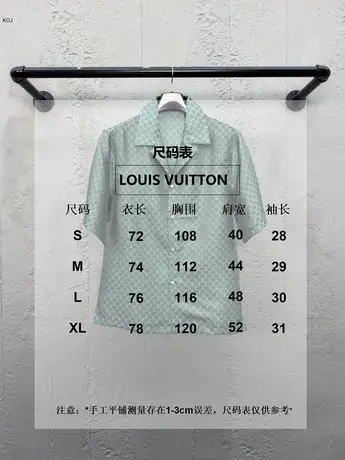 KOJ
尺码表
LOUIS VUITTON
尺码 衣长 胸围 肩宽 袖长
S 72 108 40 28
M 74 112 44 29
L 76 116 48 30
XL 78 120 52 31
注意：*手工平铺测量存在1-3cm误差，尺码表仅供参考*